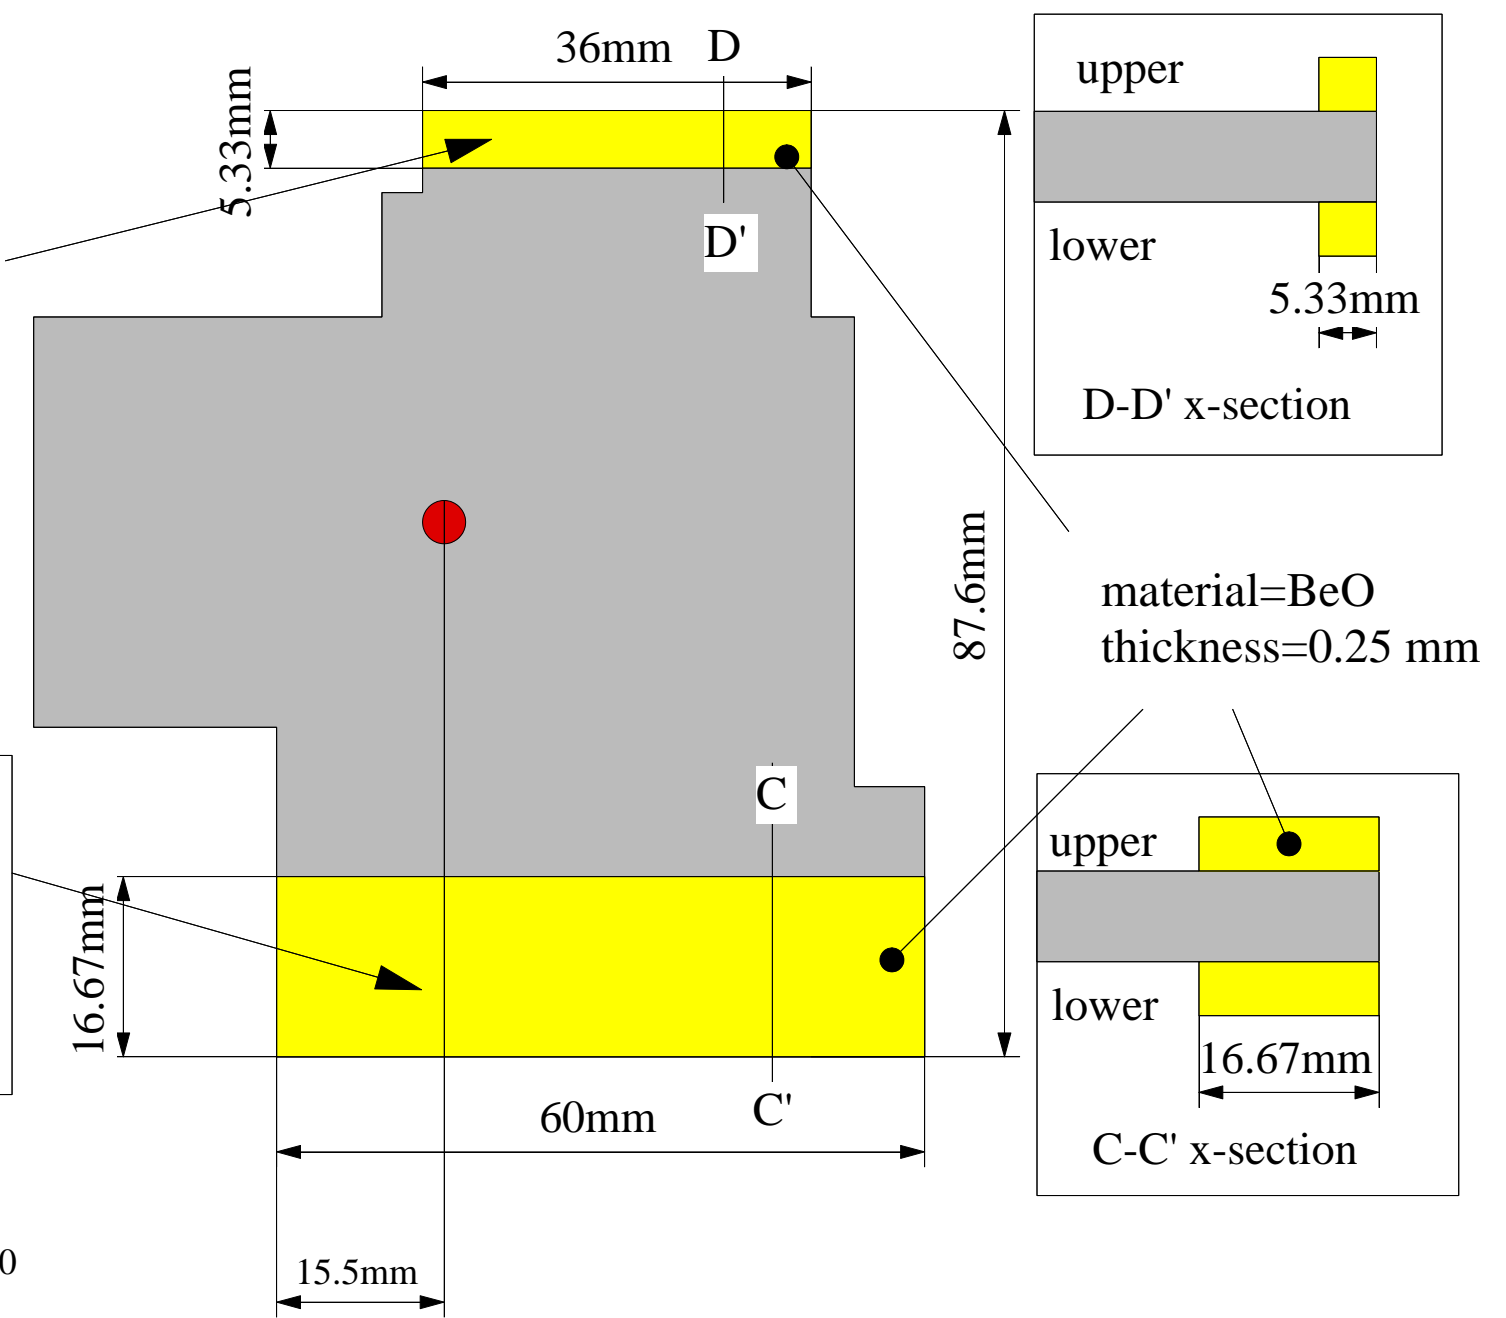 36mm
D
5.33mm
D'
upper
lower
5.33mm
D-D' x-section
87.6mm
material=BeO
thickness=0.25 mm
C
16.67mm
C'
60mm
15.5mm
upper
lower
16.67mm
C-C' x-section
0